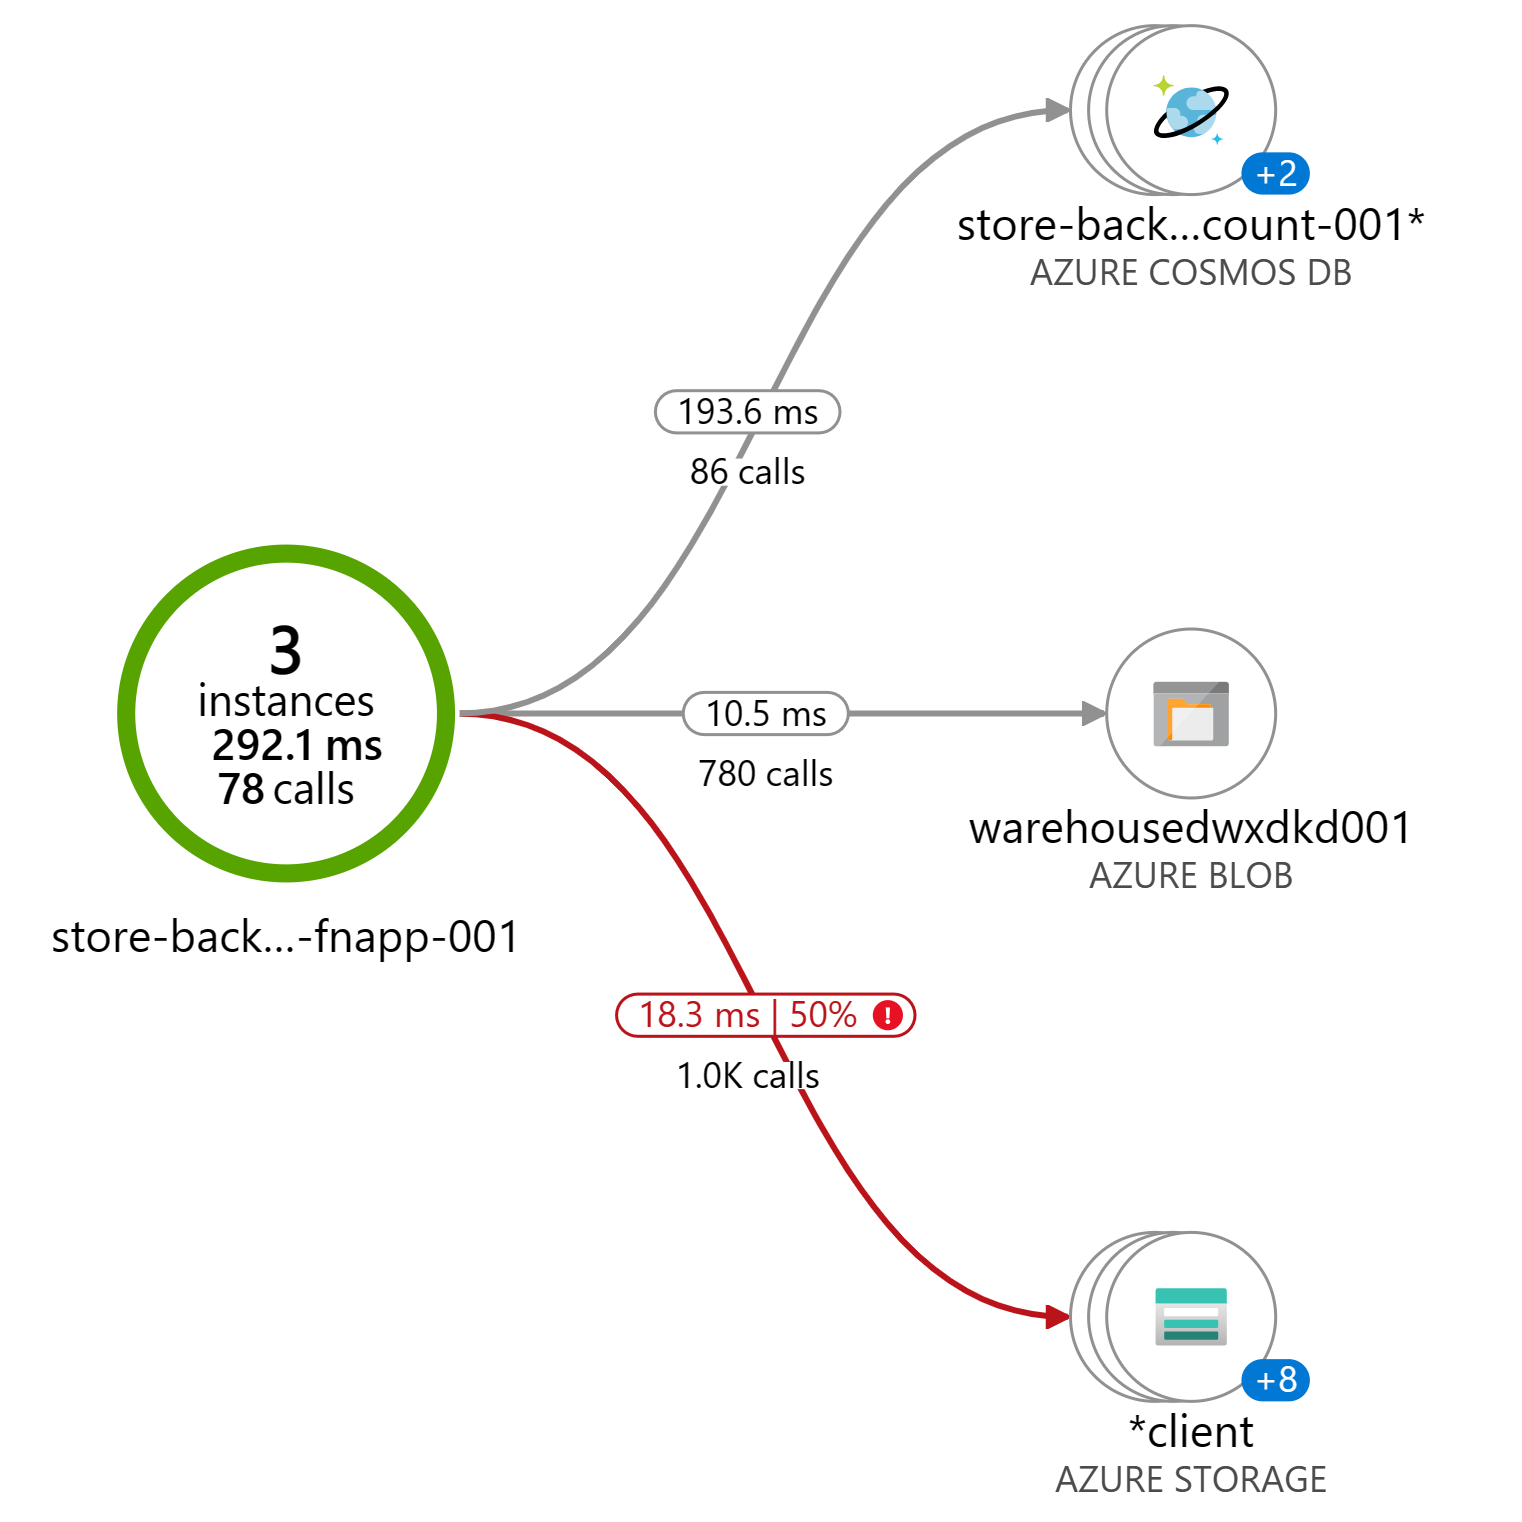 +2
store-back...count-001*
AZURE COSMOS DB
193.6 ms
86 calls
3
instances
292.1 ms
78 calls
store-back...-fnapp-001
10.5 ms
780 calls
warehousedwxdkd001
AZURE BLOB
18.3 ms | 50% !
1.0K calls
+8
*client
AZURE STORAGE